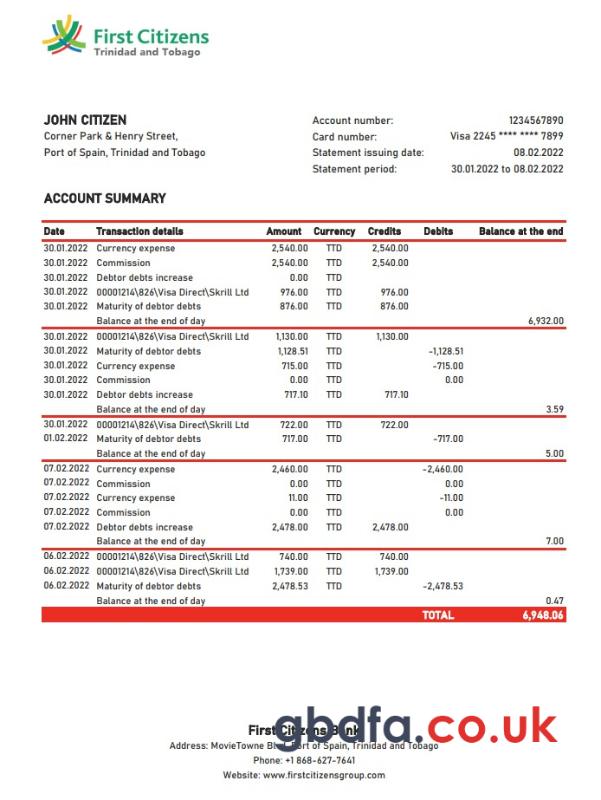 First Citizens
Trinidad and Tobago
JOHN CITIZEN
Corner Park & Henry Street,
Port of Spain, Trinidad and Tobago
Account number: 1234567890
Card number: Visa 2245 **** **** 7899
Statement issuing date: 08.02.2022
Statement period: 30.01.2022 to 08.02.2022
ACCOUNT SUMMARY
Date Transaction details Amount Currency Credits Debits Balance at the end
30.01.2022 Currency expense 2,540.00 TTD 2,540.00
30.01.2022 Commission 2,540.00 TTD 2,540.00
30.01.2022 Debtor debts increase 0.00 TTD
30.01.2022 00001214\826\Visa Direct\Skrill Ltd 976.00 TTD 976.00
30.01.2022 Maturity of debtor debts 876.00 TTD 876.00
Balance at the end of day 6,932.00
30.01.2022 00001214\826\Visa Direct\Skrill Ltd 1,130.00 TTD 1,130.00
30.01.2022 Maturity of debtor debts 1,128.51 TTD -1,128.51
30.01.2022 Currency expense 715.00 TTD -715.00
30.01.2022 Commission 0.00 TTD 0.00
30.01.2022 Debtor debts increase 717.10 TTD 717.10
Balance at the end of day 3.59
30.01.2022 00001214\826\Visa Direct\Skrill Ltd 722.00 TTD 722.00
01.02.2022 Maturity of debtor debts 717.00 TTD -717.00
Balance at the end of day 5.00
07.02.2022 Currency expense 2,460.00 TTD -2,460.00
07.02.2022 Commission 0.00 TTD 0.00
07.02.2022 Currency expense 11.00 TTD -11.00
07.02.2022 Commission 0.00 TTD 0.00
07.02.2022 Debtor debts increase 2,478.00 TTD 2,478.00
Balance at the end of day 7.00
06.02.2022 00001214\826\Visa Direct\Skrill Ltd 740.00 TTD 740.00
06.02.2022 00001214\826\Visa Direct\Skrill Ltd 1,739.00 TTD 1,739.00
06.02.2022 Maturity of debtor debts 2,478.53 TTD -2,478.53
Balance at the end of day 0.47
TOTAL 6,948.06
gbdfa.co.uk
First Citizens Bank
Address: MovieTowne Port of Spain, Trinidad and Tobago
Phone: +1 868-627-7641
Website: www.firstcitizensgroup.com